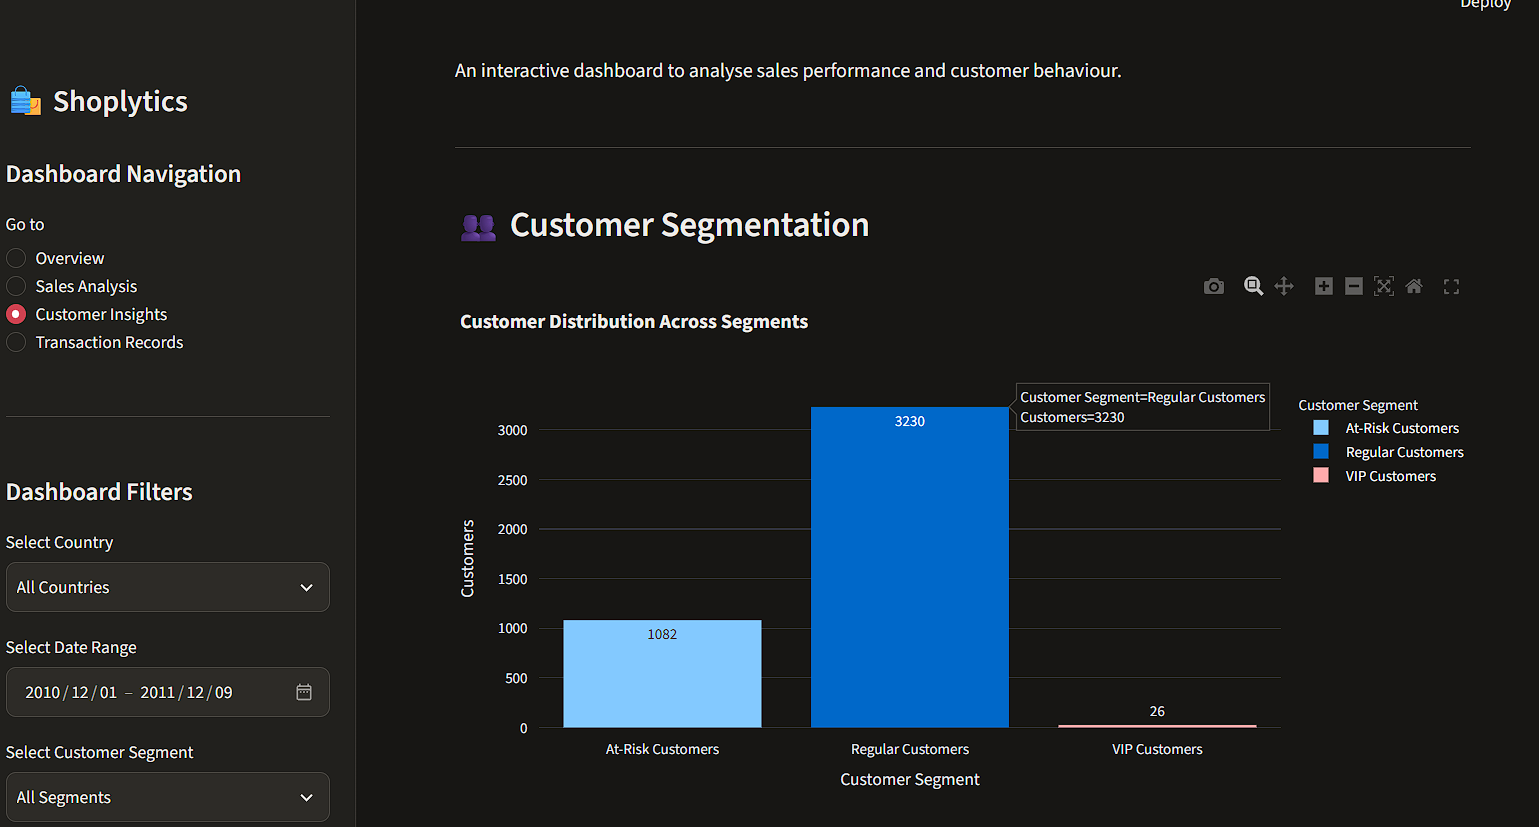 Deploy
Shoplytics
Dashboard Navigation
Go to
Overview
Sales Analysis
Customer Insights
Transaction Records
Dashboard Filters
Select Country
All Countries
Select Date Range
2010/12/01 – 2011/12/09
Select Customer Segment
All Segments
An interactive dashboard to analyse sales performance and customer behaviour.
Customer Segmentation
Customer Distribution Across Segments
Customer Segment=Regular Customers
Customers=3230
Customer Segment
At-Risk Customers
Regular Customers
VIP Customers
Customers
3000
2500
2000
1500
1000
500
0
1082
3230
26
At-Risk Customers
Regular Customers
VIP Customers
Customer Segment